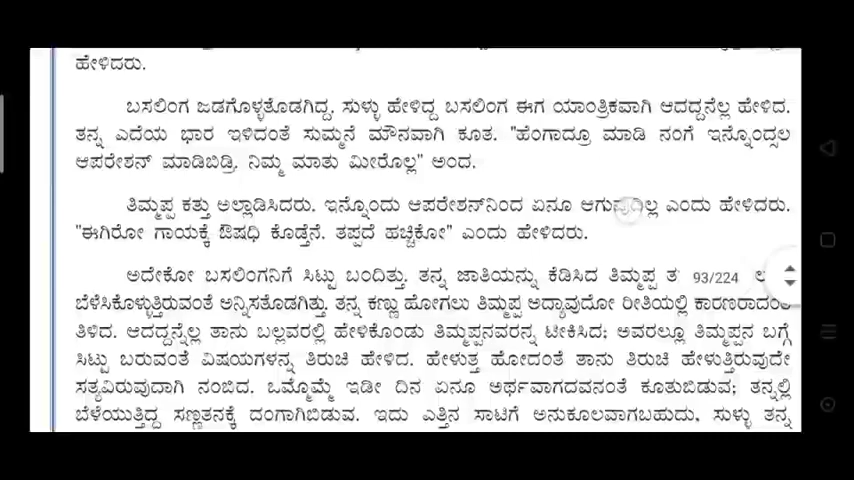 ಹೇಳಿದರು.
ಬಸಲಿಂಗ ಜಡಗೊಳ್ಳತೊಡಗಿದ್ದ. ಸುಳ್ಳು ಹೇಳಿದ್ದ ಬಸಲಿಂಗ ಈಗ ಯಾಂತ್ರಿಕವಾಗಿ ಆದದ್ದನೆಲ್ಲ ಹೇಳಿದ.
ತನ್ನ ಎದೆಯ ಭಾರ ಇಳಿದಂತೆ ಸುಮ್ಮನೆ ಮೌನವಾಗಿ ಕೂತ. "ಹೆಂಗಾದ್ರೂ ಮಾಡಿ ನಂಗೆ ಇನ್ನೊಂದ್ಸಲ
ಆಪರೇಶನ್ ಮಾಡಿಬಿಡ್ರಿ. ನಿಮ್ಮ ಮಾತು ಮೀರೊಲ್ಲ" ಅಂದ.
ತಿಮ್ಮಪ್ಪ ಕತ್ತು ಅಲ್ಲಾಡಿಸಿದರು. ಇನ್ನೊಂದು ಆಪರೇಶನ್‌ನಿಂದ ಏನೂ ಆಗುವುದಿಲ್ಲ ಎಂದು ಹೇಳಿದರು.
"ಈಗಿರೋ ಗಾಯಕ್ಕೆ ಔಷಧಿ ಕೊಡ್ತೆನೆ. ತಪ್ಪದೆ ಹಚ್ಚಿಕೋ" ಎಂದು ಹೇಳಿದರು.
ಅದೇಕೋ ಬಸಲಿಂಗನಿಗೆ ಸಿಟ್ಟು ಬಂದಿತ್ತು. ತನ್ನ ಜಾತಿಯನ್ನು ಕೆಡಿಸಿದ ತಿಮ್ಮಪ್ಪ 93/224
ಬೆಳೆಸಿಕೊಳ್ಳುತ್ತಿರುವಂತೆ ಅನ್ನಿಸತೊಡಗಿತ್ತು. ತನ್ನ ಕಣ್ಣು ಹೋಗಲು ತಿಮ್ಮಪ್ಪ ಅದ್ಯಾವುದೋ ರೀತಿಯಲ್ಲಿ ಕಾರಣರಾದಂತೆ
ತಿಳಿದ. ಆದದ್ದನ್ನೆಲ್ಲ ತಾನು ಬಲ್ಲವರಲ್ಲಿ ಹೇಳಿಕೊಂಡು ತಿಮ್ಮಪ್ಪನವರನ್ನ ಟೀಕಿಸಿದ; ಅವರಲ್ಲೂ ತಿಮ್ಮಪ್ಪನ ಬಗ್ಗೆ
ಸಿಟ್ಟು ಬರುವಂತೆ ವಿಷಯಗಳನ್ನ ತಿರುಚಿ ಹೇಳಿದ. ಹೇಳುತ್ತ ಹೋದಂತೆ ತಾನು ತಿರುಚಿ ಹೇಳುತ್ತಿರುವುದೇ
ಸತ್ಯವಿರುವುದಾಗಿ ನಂಬಿದ. ಒಮ್ಮೊಮ್ಮೆ ಇಡೀ ದಿನ ಏನೂ ಅರ್ಥವಾಗದವನಂತೆ ಕೂತುಬಿಡುವ; ತನ್ನಲ್ಲಿ
ಬೆಳೆಯುತ್ತಿದ್ದ ಸಣ್ಣತನಕ್ಕೆ ದಂಗಾಗಿಬಿಡುವ. ಇದು ಎತ್ತಿನ ಸಾಟಿಗೆ ಅನುಕೂಲವಾಗಬಹುದು, ಸುಳ್ಳು ತನ್ನ